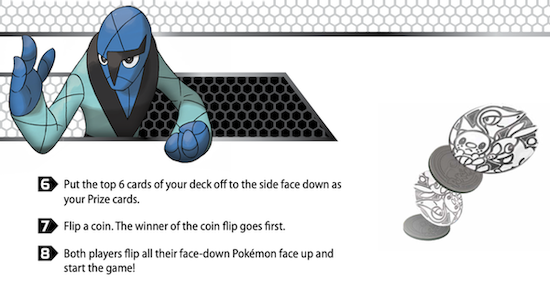 6 Put the top 6 cards of your deck off to the side face down as
your Prize cards.
7 Flip a coin. The winner of the coin flip goes first.
8 Both players flip all their face-down Pokémon face up and
start the game!